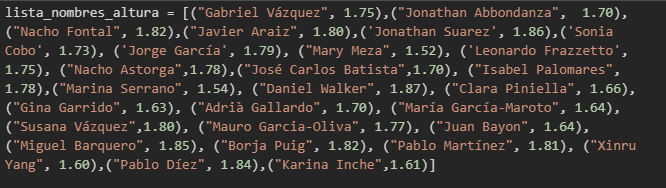 lista_nombres_altura = [("Gabriel Vázquez", 1.75),("Jonathan Abbondanza",  1.70),
("Nacho Fontal", 1.82),("Javier Araiz", 1.80),('Jonathan Suarez', 1.86),('Sonia
Cobo', 1.73), ('Jorge García', 1.79), ("Mary Meza", 1.52), ('Leonardo Frazzetto',
1.75), ("Nacho Astorga",1.78),("José Carlos Batista",1.70), ("Isabel Palomares",
1.78),("Marina Serrano", 1.54), ("Daniel Walker", 1.87), ("Clara Piniella", 1.66),
("Gina Garrido", 1.63), ("Adrià Gallardo", 1.70), ("María García-Maroto", 1.64),
("Susana Vázquez",1.80), ("Mauro Garcia-Oliva", 1.77), ("Juan Bayon", 1.64),
("Miguel Barquero", 1.85), ("Borja Puig", 1.82), ("Pablo Martínez", 1.81), ("Xinru
Yang", 1.60),("Pablo Díez", 1.84),("Karina Inche",1.61)]